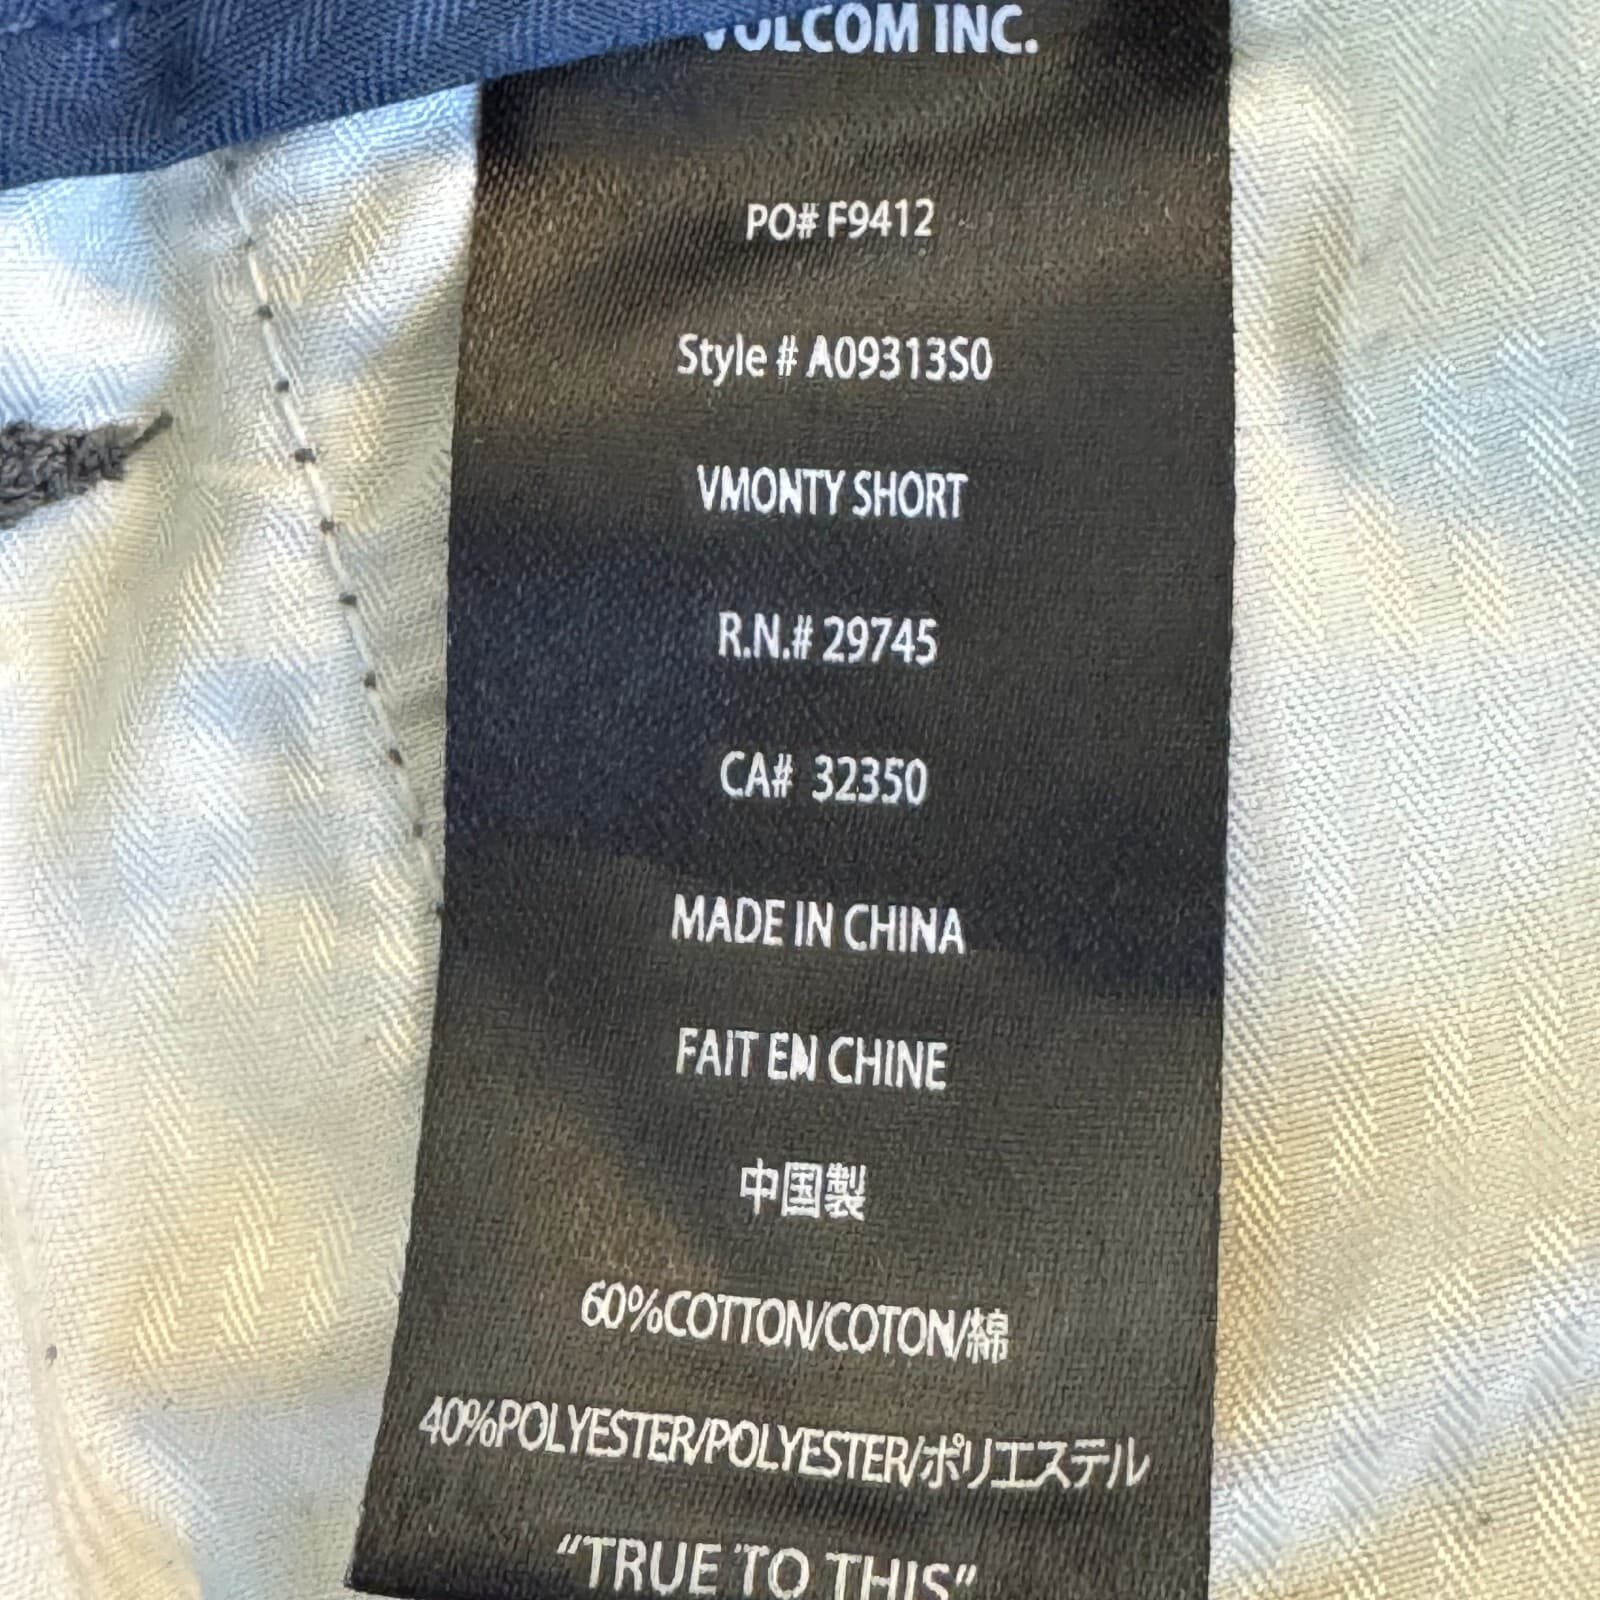 VOLCOM INC.
PO# F9412
Style # A09313S0
VMONTY SHORT
R.N.# 29745
CA# 32350
MADE IN CHINA
FAIT EN CHINE
中国製
60%COTTON/COTON/綿
40%POLYESTER/POLYESTER/ポリエステル
"TRUE TO THIS"